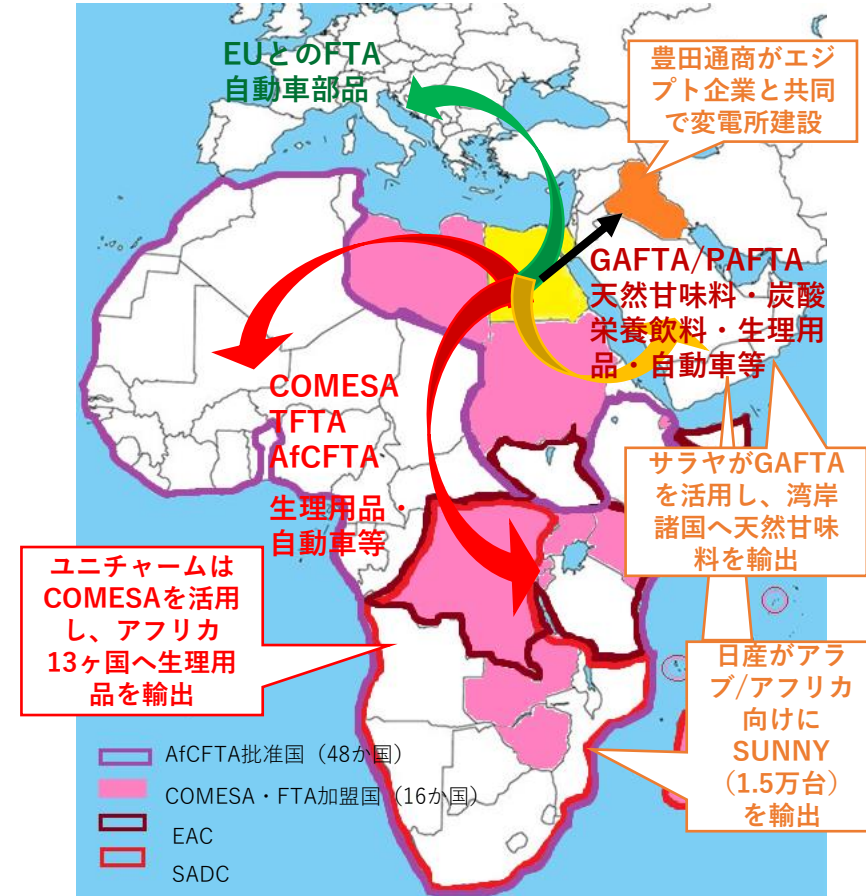 EUとのFTA
自動車部品
豊田通商がエジ
プト企業と共同
で変電所建設
GAFTA/PAFTA
天然甘味料・炭酸
栄養飲料・生理用
品・自動車等
COMESA
TFTA
AfCFTA
生理用品・
自動車等
サラヤがGAFTA
を活用し、湾岸
諸国へ天然甘味
料を輸出
ユニチャームは
COMESAを活用
し、アフリカ
13ヶ国へ生理用
品を輸出
日産がアラ
ブ/アフリカ
向けに
SUNNY
（1.5万台）
を輸出
AfCFTA批准国（48か国）
COMESA・FTA加盟国（16か国）
EAC
SADC